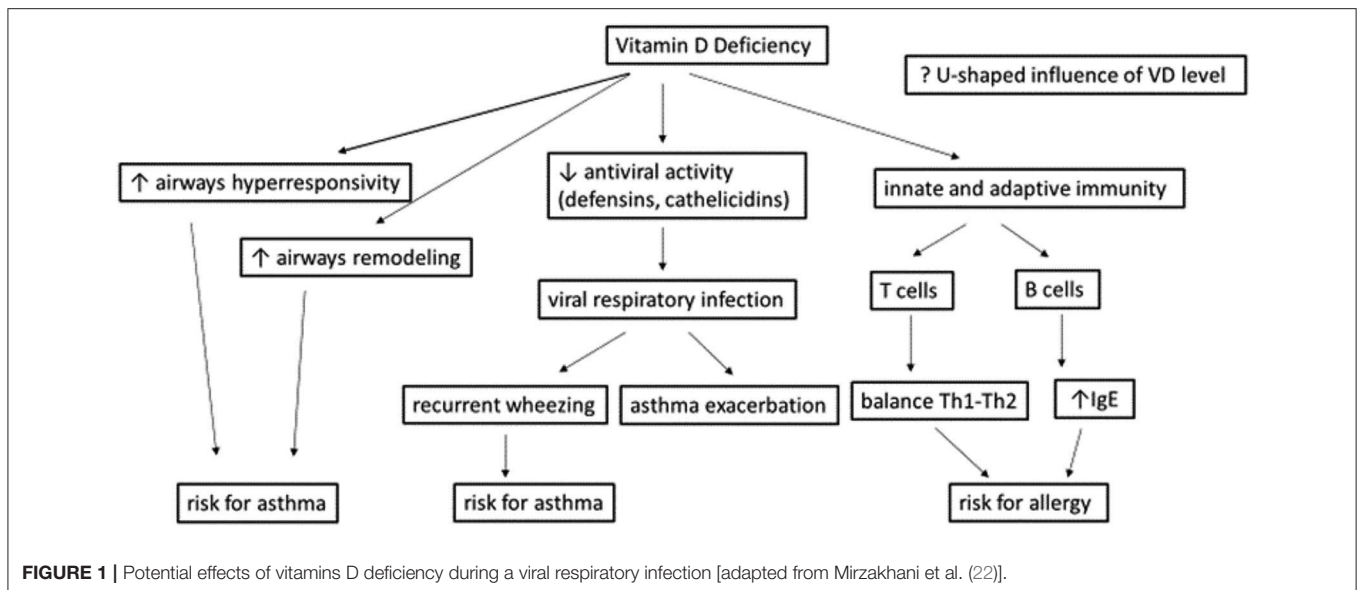 Vitamin D Deficiency
? U-shaped influence of VD level
↑ airways hyperresponsivity
↓ antiviral activity
(defensins, cathelicidins)
innate and adaptive immunity
↑ airways remodeling
viral respiratory infection
T cells
B cells
recurrent wheezing
asthma exacerbation
balance Th1-Th2
↑IgE
risk for asthma
risk for asthma
risk for allergy
FIGURE 1 | Potential effects of vitamins D deficiency during a viral respiratory infection [adapted from Mirzakhani et al. (22)].